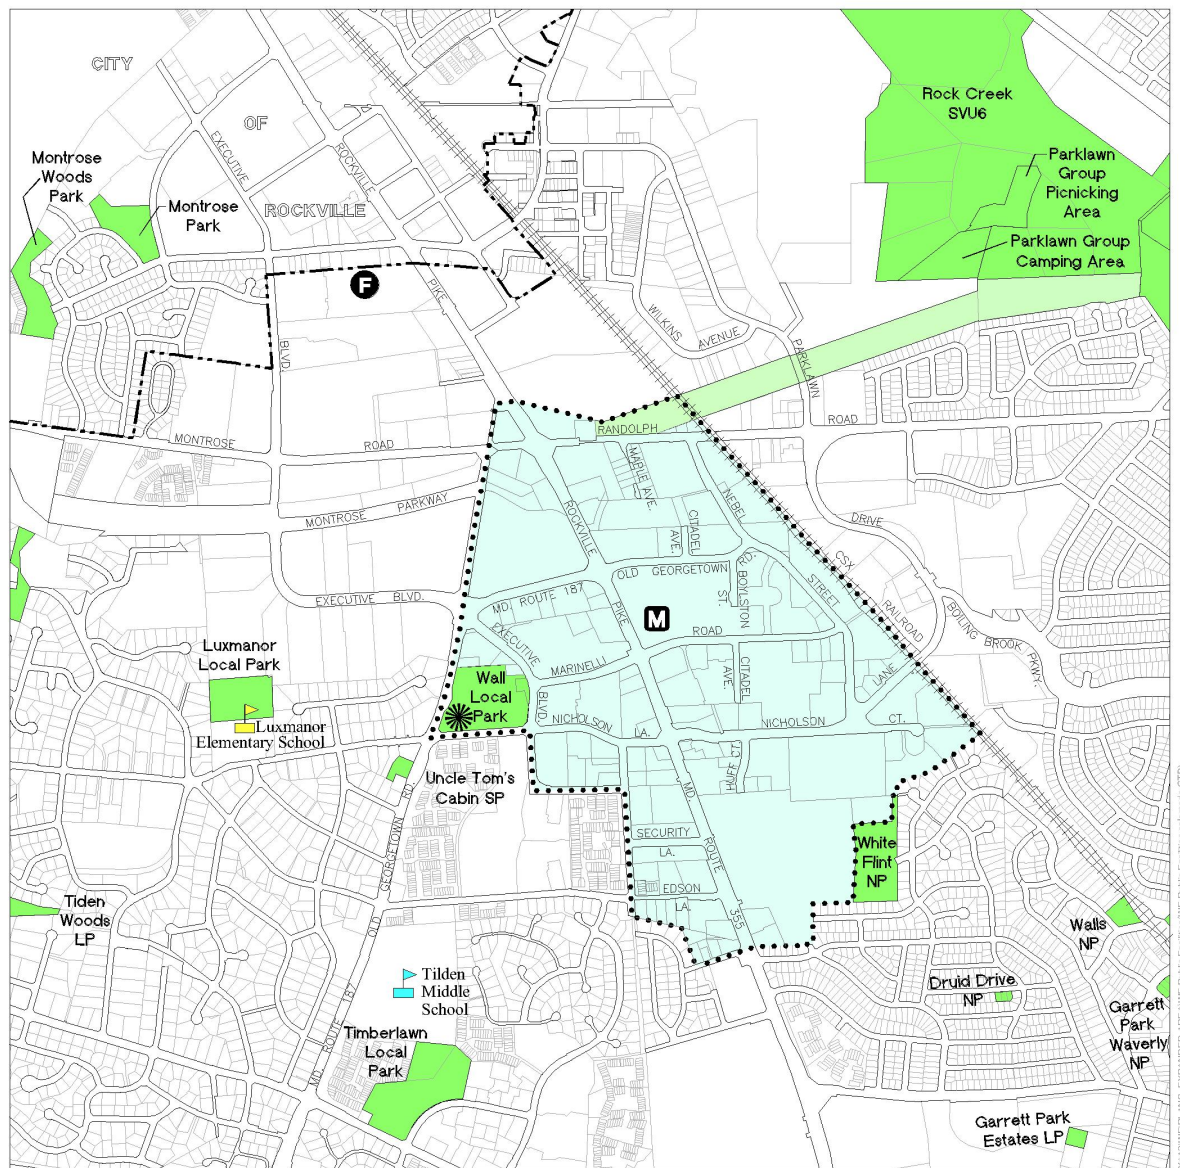 CITY
OF
ROCKVILLE
Montrose
Woods
Park
Montrose
Park
EXECUTIVE
ROCKVILLE
Rock Creek
SVU6
Parklawn
Group
Picnicking
Area
Parklawn Group
Camping Area
F
PIKE
BLVD.
WILKINS
AVENUE
PARKLAWN
MONTROSE
ROAD
RANDOLPH
ROAD
MONTROSE PARKWAY
MAPLE AVE.
NEBEL
ROCKVILLE
CITADEL
AVE.
DRIVE
CSX
RAILROAD
OLD GEORGETOWN
RD.
BOYLSTON
ST.
STREET
EXECUTIVE BLVD.
MD. ROUTE 187
PIKE
M
BOILING BROOK PKWY.
ROAD
EXECUTIVE
MARINELLI
Luxmanor
Local Park
Wall
Local
Park
BLVD.
CITADEL
AVE.
LANE
NICHOLSON
LA.
NICHOLSON
CT.
Luxmanor
Elementary School
HUFF CT.
Uncle Tom's
Cabin SP
RD.
MD.
GEORGETOWN
SECURITY
LA.
ROUTE
White
Flint
NP
EDSON
LA.
355
Tiden
Woods
LP
OLD
Walls
NP
Tilden
Middle
School
Druid Drive
NP
187
Garrett
Park
Waverly
NP
Timberlawn
Local
Park
MD. ROUTE
Garrett Park
Estates LP